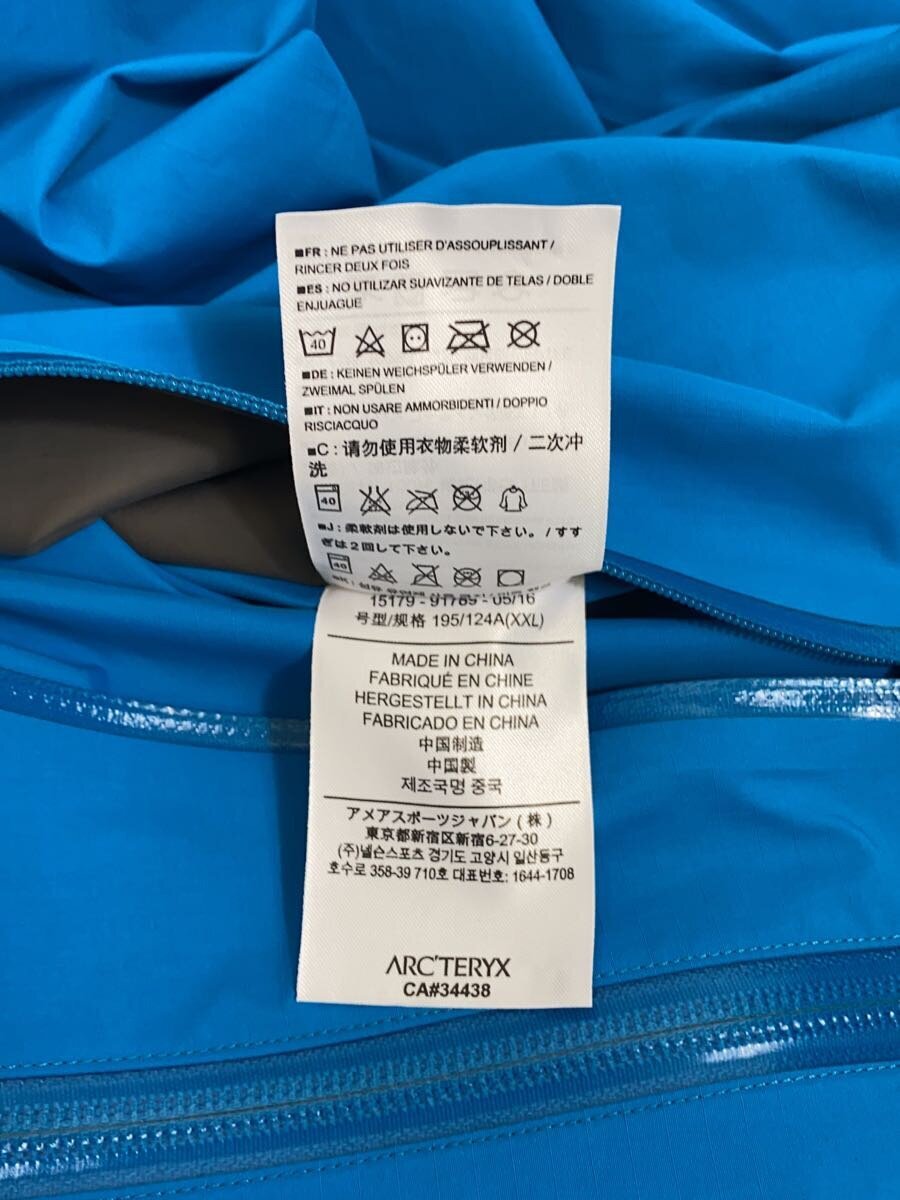 ■FR : NE PAS UTILISER D'ASSOUPLISSANT /
RINCER DEUX FOIS
■ES : NO UTILIZAR SUAVIZANTE DE TELAS / DOBLE
ENJUAGUE
40
■DE : KEINEN WEICHSPÜLER VERWENDEN /
ZWEIMAL SPÜLEN
■IT : NON USARE AMMORBIDENTI / DOPPIO
RISCIACQUO
■C : 请勿使用衣物柔软剂 / 二次冲
洗
40
■J : 柔軟剤は使用しないで下さい。/ すす
ぎは2回して下さい。
40
15179 - 91789 - 05/16
号型/规格 195/124A(XXL)
MADE IN CHINA
FABRIQUÉ EN CHINE
HERGESTELLT IN CHINA
FABRICADO EN CHINA
中国制造
中国製
제조국명 중국
アメアスポーツジャパン ( 株 )
東京都新宿区新宿6-27-30
(주)넬슨스포츠 경기도 고양시 일산동구
호수로 358-39 710호 대표번호: 1644-1708
ARC'TERYX
CA#34438